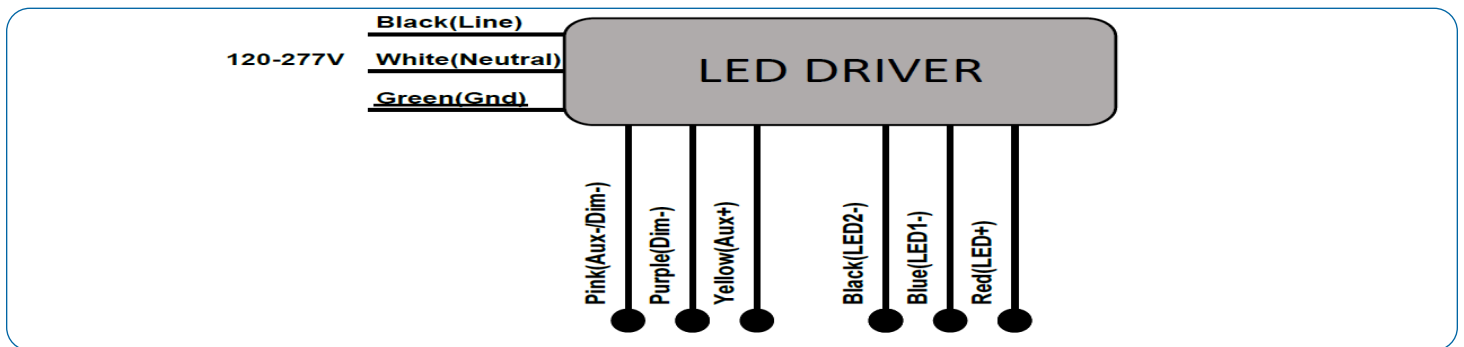 Black(Line)
120-277V
White(Neutral)
Green(Gnd)
LED DRIVER
Pink(Aux-/Dim-)
Purple(Dim-)
Yellow(Aux+)
Black(LED2-)
Blue(LED1-)
Red(LED+)